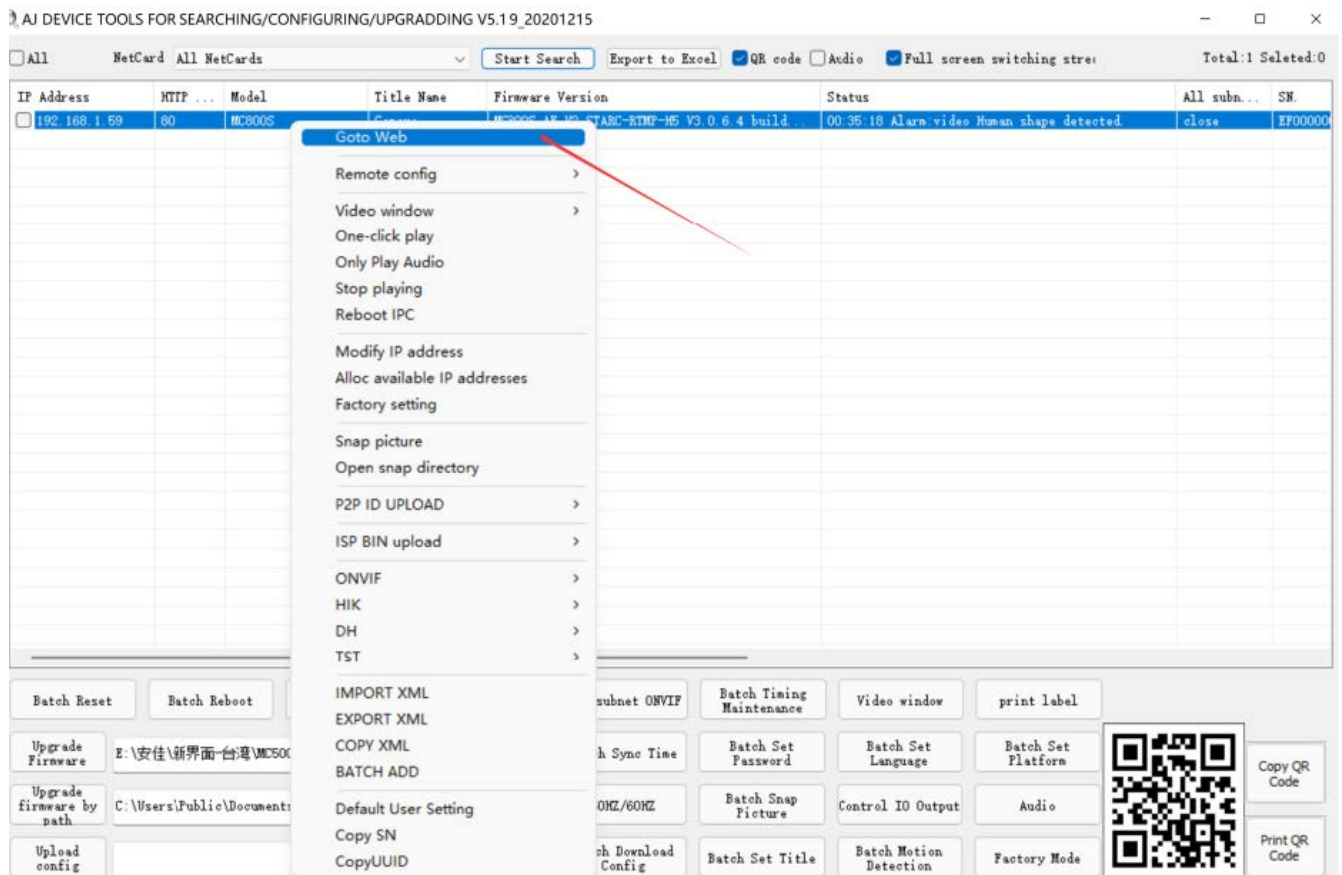 AJ DEVICE TOOLS FOR SEARCHING/CONFIGURING/UPGRADDING V5.19_20201215
All NetCard All NetCards Start Search Export to Excel QR code Audio Full screen switching stre Total:1 Seleted:0
IP Address HTTP ... Model Title Name Firmware Version Status All subn... SN.
192.168.1.59 80 MC800S V3.0.6.4 build... 00:35:18 Alarm:video Human shape detected close EF00000
Goto Web
Remote config
Video window
One-click play
Only Play Audio
Stop playing
Reboot IPC
Modify IP address
Alloc available IP addresses
Factory setting
Snap picture
Open snap directory
P2P ID UPLOAD
ISP BIN upload
ONVIF
HIK
DH
TST
IMPORT XML
EXPORT XML
COPY XML
BATCH ADD
Default User Setting
Copy SN
CopyUUID
Batch Reset Batch Reboot subnet ONVIF Batch Timing Maintenance Video window print label
Upgrade Firmware E:\安佳\新界面-台湾\MC500 h Sync Time Batch Set Password Batch Set Language Batch Set Platform
Upgrade firmware by path C:\Users\Public\Documents 0HZ/60HZ Batch Snap Picture Control IO Output Audio
Upload config ch Download Config Batch Set Title Batch Motion Detection Factory Mode
Copy QR Code
Print QR Code